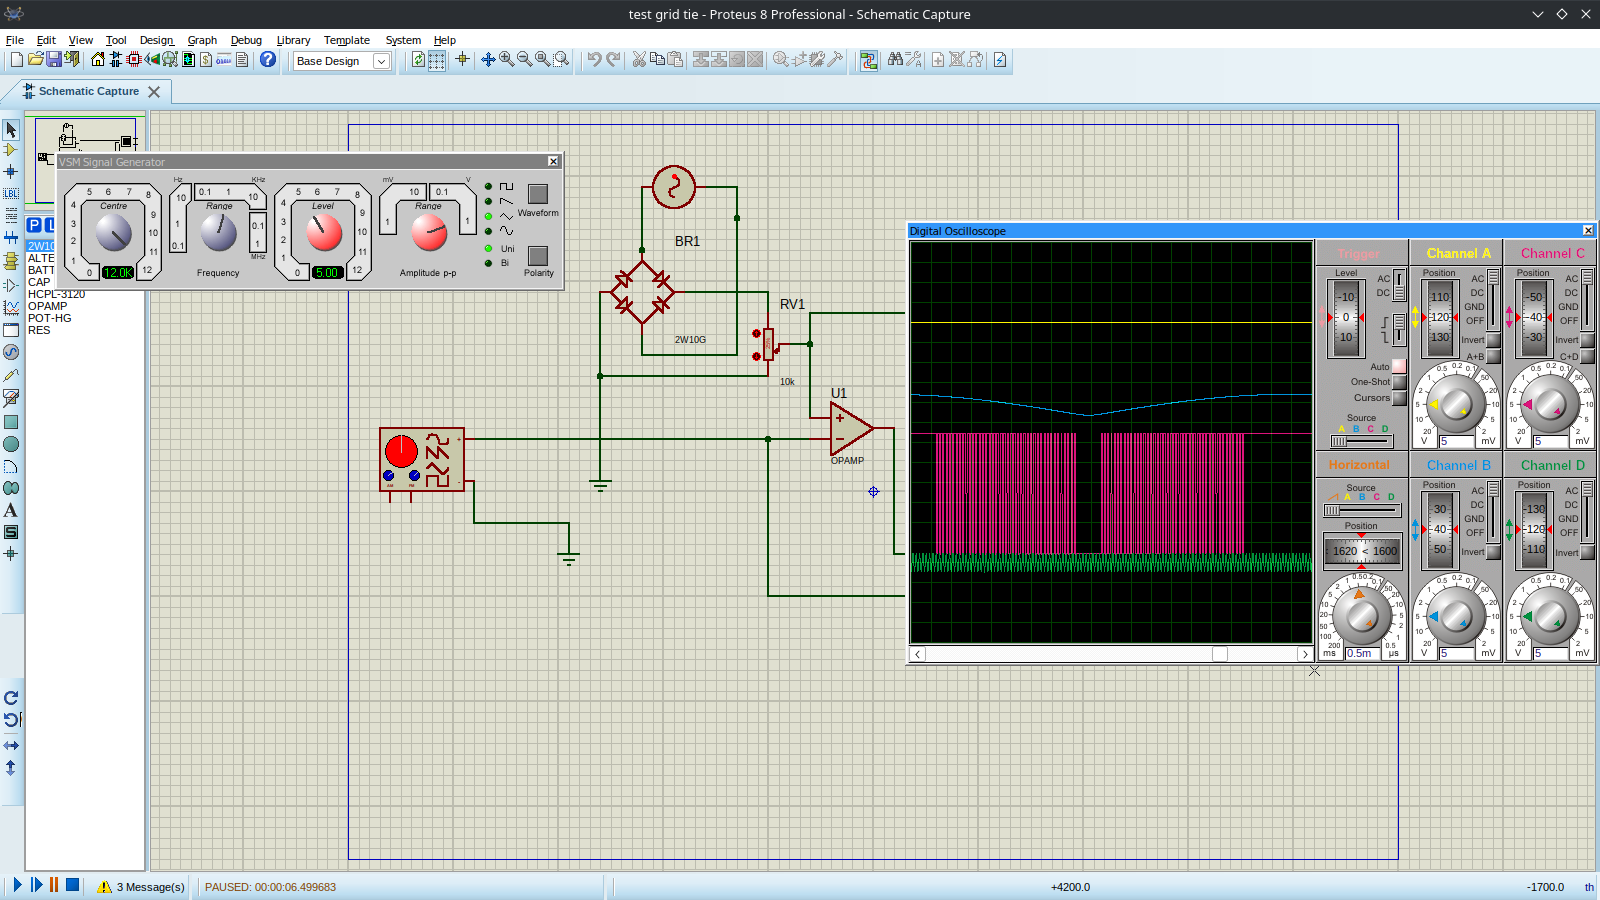 test grid tie - Proteus 8 Professional - Schematic Capture
File Edit View Tool Design Graph Debug Library Template System Help
Base Design
Schematic Capture
VSM Signal Generator
Centre
Range
Level
Range
Hz
KHz
MHz
mV
V
12.0K
5.00
Frequency
Amplitude p-p
Waveform
Uni
Bi
Polarity
P L
2W10
ALTE
BATT
CAP
HCPL-3120
OPAMP
POT-HG
RES
LBL
BR1
2W10G
RV1
10k
U1
OPAMP
Digital Oscilloscope
Trigger
Level
AC
DC
-10
0
10
Auto
One-Shot
Cursors
Source
A B C D
Channel A
Position
AC
DC
GND
OFF
110
120
130
Invert
A+B
V 5 mV
Channel C
Position
AC
DC
GND
OFF
-50
-40
-30
Invert
C+D
V 5 mV
Horizontal
Source
A B C D
Position
1620 < 1600
ms 0.5m µs
Channel B
Position
AC
DC
GND
OFF
30
40
50
Invert
V 5 mV
Channel D
Position
AC
DC
GND
OFF
-130
-120
-110
Invert
V 5 mV
3 Message(s)
PAUSED: 00:00:06.499683
+4200.0
-1700.0
th